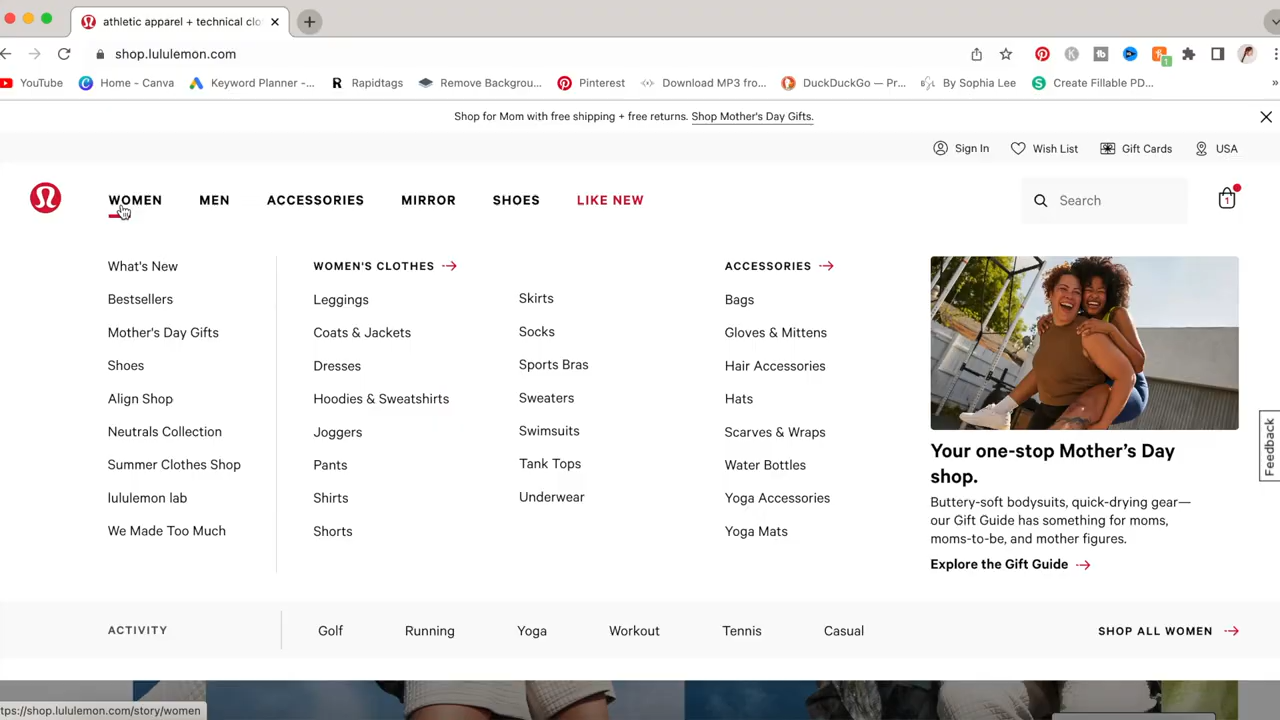 athletic apparel + technical clo
shop.lululemon.com
YouTube
Home - Canva
Keyword Planner -...
Rapidtags
Remove Backgrou...
Pinterest
Download MP3 fro...
DuckDuckGo — Pr...
By Sophia Lee
Create Fillable PD...
Shop for Mom with free shipping + free returns. Shop Mother's Day Gifts.
Sign In
Wish List
Gift Cards
USA
WOMEN
MEN
ACCESSORIES
MIRROR
SHOES
LIKE NEW
Search
1
What's New
Bestsellers
Mother's Day Gifts
Shoes
Align Shop
Neutrals Collection
Summer Clothes Shop
lululemon lab
We Made Too Much
WOMEN'S CLOTHES
Leggings
Coats & Jackets
Dresses
Hoodies & Sweatshirts
Joggers
Pants
Shirts
Shorts
Skirts
Socks
Sports Bras
Sweaters
Swimsuits
Tank Tops
Underwear
ACCESSORIES
Bags
Gloves & Mittens
Hair Accessories
Hats
Scarves & Wraps
Water Bottles
Yoga Accessories
Yoga Mats
Your one-stop Mother's Day
shop.
Buttery-soft bodysuits, quick-drying gear—
our Gift Guide has something for moms,
moms-to-be, and mother figures.
Explore the Gift Guide
Feedback
ACTIVITY
Golf
Running
Yoga
Workout
Tennis
Casual
SHOP ALL WOMEN
tps://shop.lululemon.com/story/women